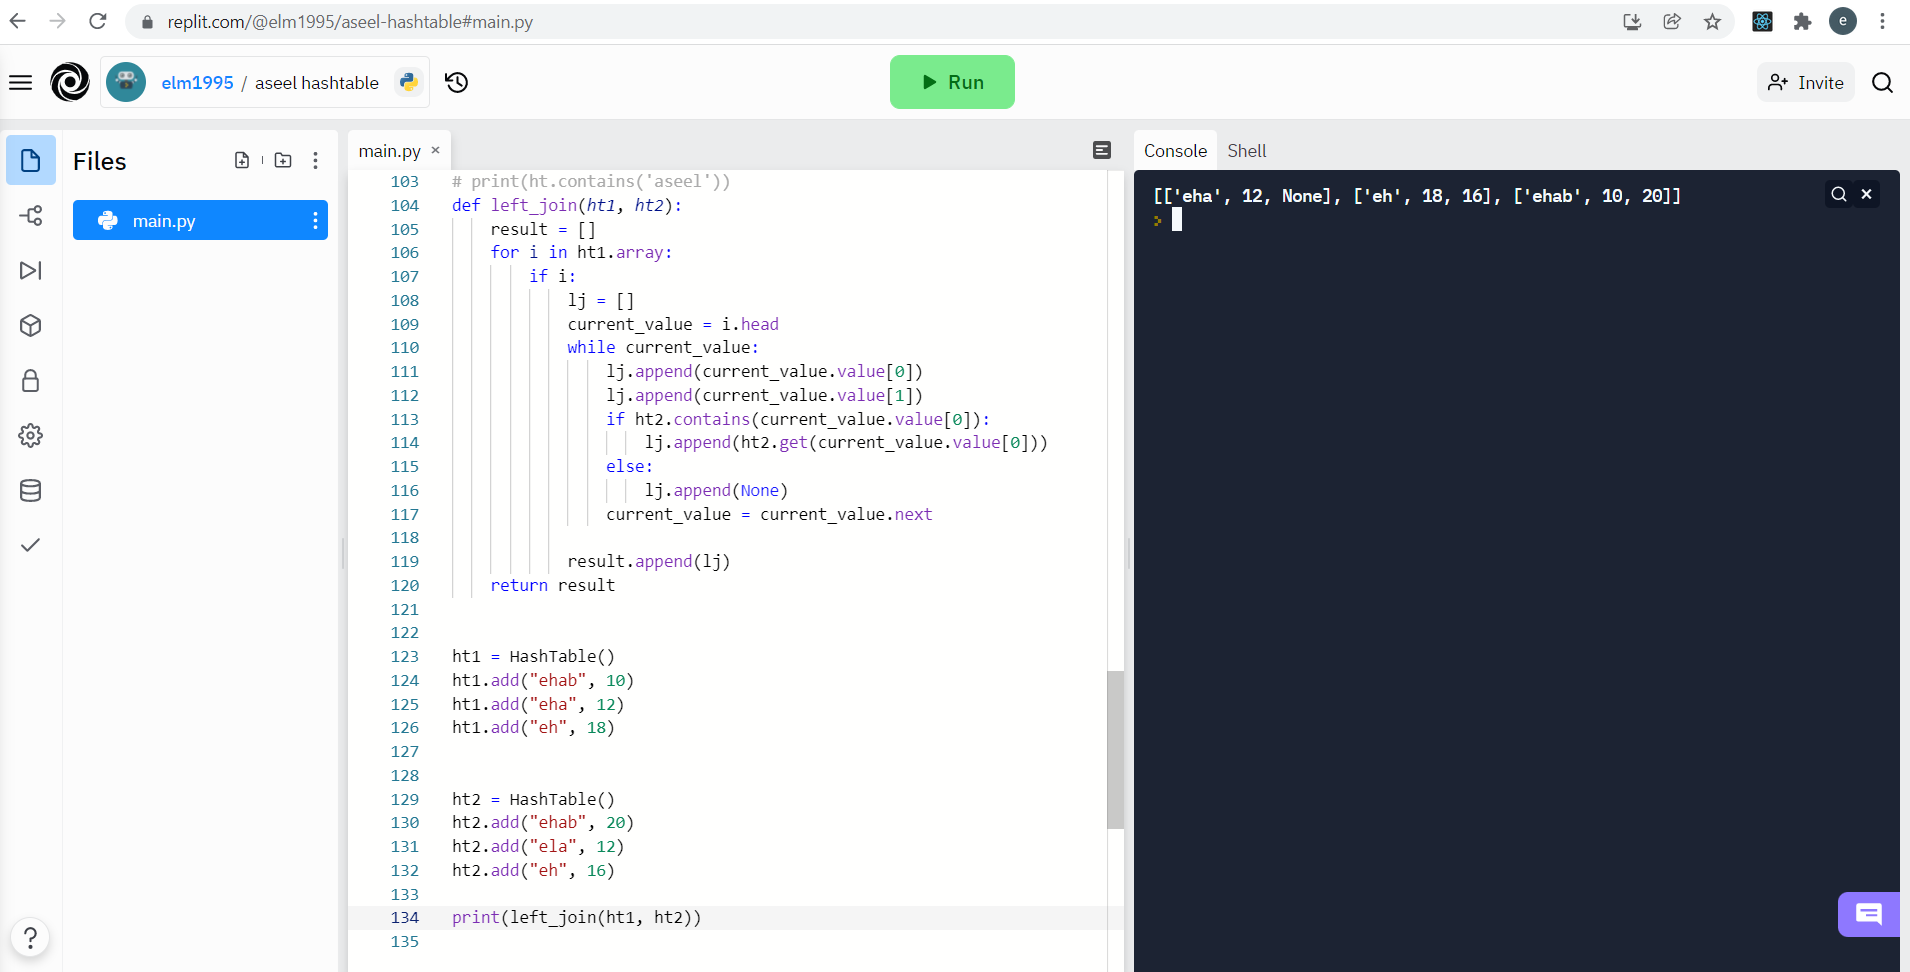 replit.com/@elm1995/aseel-hashtable#main.py
e
elm1995 / aseel hashtable
Run
Invite
Files
main.py
main.py ×
Console
Shell
103 # print(ht.contains('aseel'))
104 def left_join(ht1, ht2):
105     result = []
106     for i in ht1.array:
107         if i:
108             lj = []
109             current_value = i.head
110             while current_value:
111                 lj.append(current_value.value[0])
112                 lj.append(current_value.value[1])
113                 if ht2.contains(current_value.value[0]):
114                     lj.append(ht2.get(current_value.value[0]))
115                 else:
116                     lj.append(None)
117                 current_value = current_value.next
118
119             result.append(lj)
120     return result
121
122
123 ht1 = HashTable()
124 ht1.add("ehab", 10)
125 ht1.add("eha", 12)
126 ht1.add("eh", 18)
127
128
129 ht2 = HashTable()
130 ht2.add("ehab", 20)
131 ht2.add("ela", 12)
132 ht2.add("eh", 16)
133
134 print(left_join(ht1, ht2))
135
[['eha', 12, None], ['eh', 18, 16], ['ehab', 10, 20]]
?